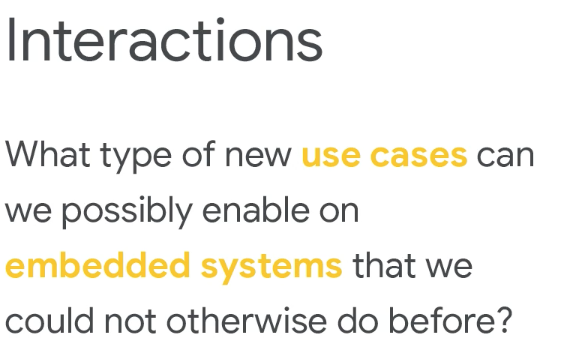 Interactions
What type of new use cases can
we possibly enable on
embedded systems that we
could not otherwise do before?